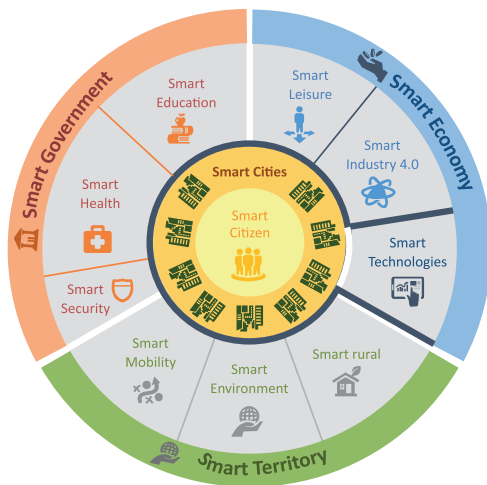 Smart Government
Smart Economy
Smart
Education
Smart
Leisure
Smart
Industry 4.0
Smart
Health
Smart Cities
Smart
Citizen
Smart
Technologies
Smart
Security
Smart
Mobility
Smart
Environment
Smart rural
Smart Territory